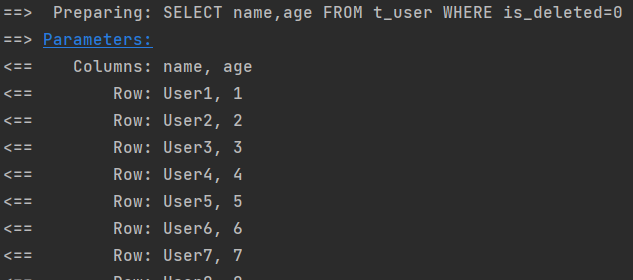 ==>  Preparing: SELECT name,age FROM t_user WHERE is_deleted=0
==> Parameters:
<==    Columns: name, age
<==        Row: User1, 1
<==        Row: User2, 2
<==        Row: User3, 3
<==        Row: User4, 4
<==        Row: User5, 5
<==        Row: User6, 6
<==        Row: User7, 7